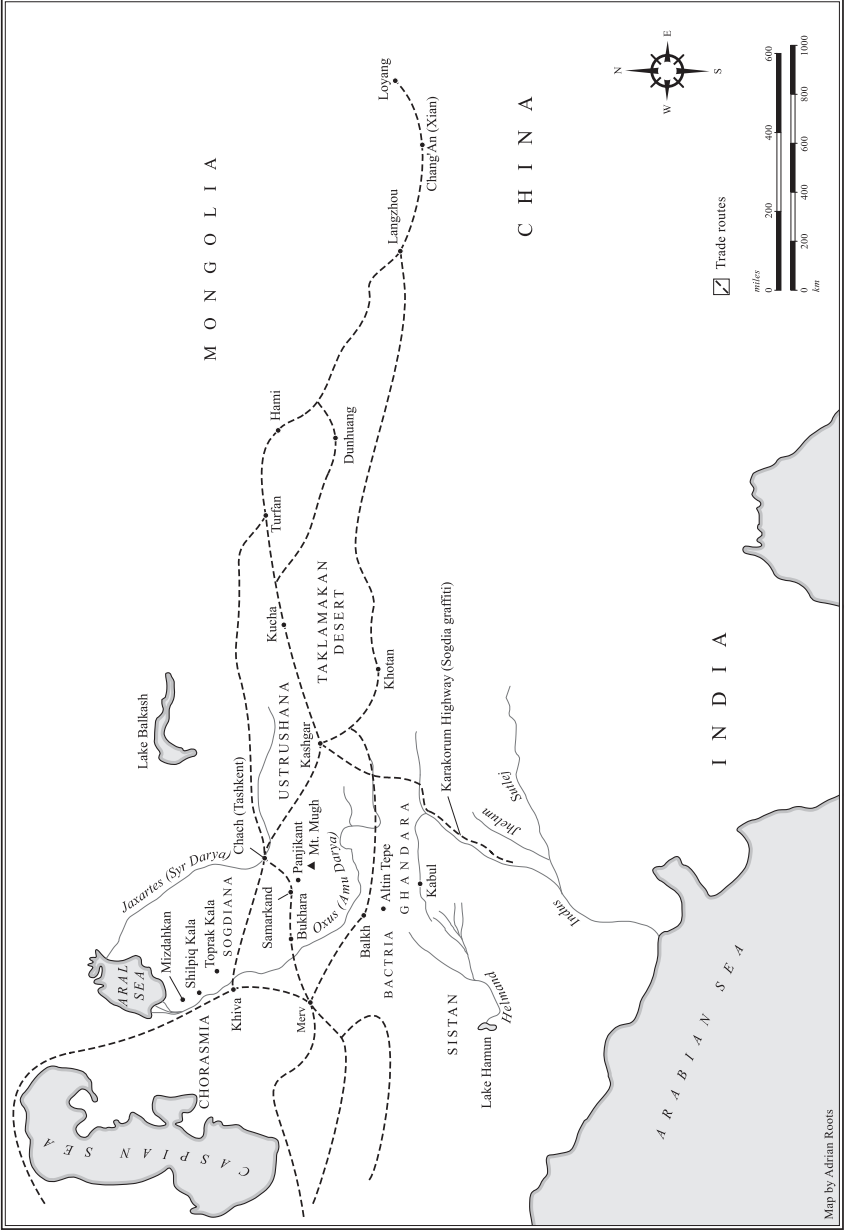 CASPIAN SEA
ARAL
SEA
Jaxartes (Syr Darya)
Lake Balkash
MONGOLIA
Mizdahkan
Shilpiq Kala
Toprak Kala
CHORASMIA
Khiva
SOGDIANA
Chach (Tashkent)
Samarkand
Bukhara
Panjikant
Mt. Mugh
USTRUSHANA
Kashgar
Kucha
Turfan
Hami
TAKLAMAKAN
DESERT
Dunhuang
Langzhou
Chang'An (Xian)
Loyang
Merv
Oxus (Amu Darya)
Balkh
Altin Tepe
BACTRIA
GHANDARA
Kabul
Khotan
Karakorum Highway (Sogdia graffiti)
SISTAN
Lake Hamun
Helmand
Indus
Jhelum
Sutlej
CHINA
INDIA
ARABIAN SEA
N
E
S
W
Trade routes
miles
0 200 400 600
0 200 400 600 800 1000
km
Map by Adrian Roots